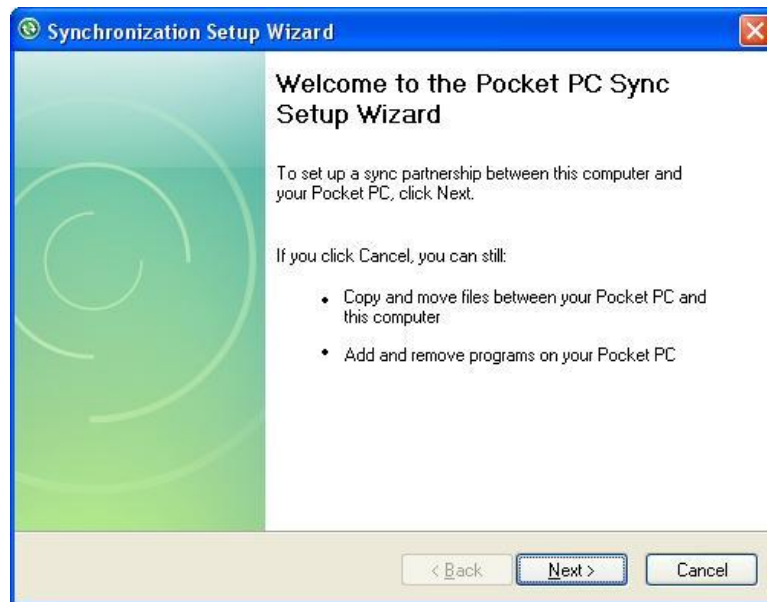 Synchronization Setup Wizard
Welcome to the Pocket PC Sync
Setup Wizard
To set up a sync partnership between this computer and
your Pocket PC, click Next.
If you click Cancel, you can still:
• Copy and move files between your Pocket PC and
this computer
• Add and remove programs on your Pocket PC
< Back Next > Cancel